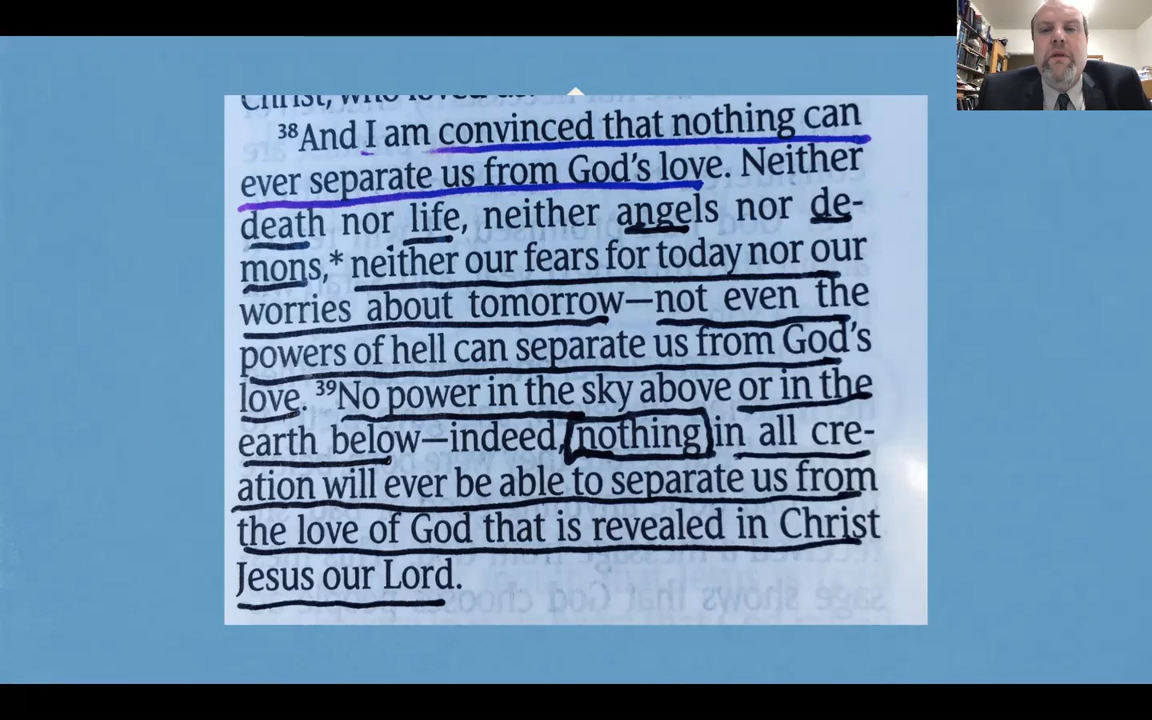 Christ, who loved us.
³⁸And I am convinced that nothing can
ever separate us from God's love. Neither
death nor life, neither angels nor de-
mons,* neither our fears for today nor our
worries about tomorrow—not even the
powers of hell can separate us from God's
love. ³⁹No power in the sky above or in the
earth below—indeed, nothing in all cre-
ation will ever be able to separate us from
the love of God that is revealed in Christ
Jesus our Lord.